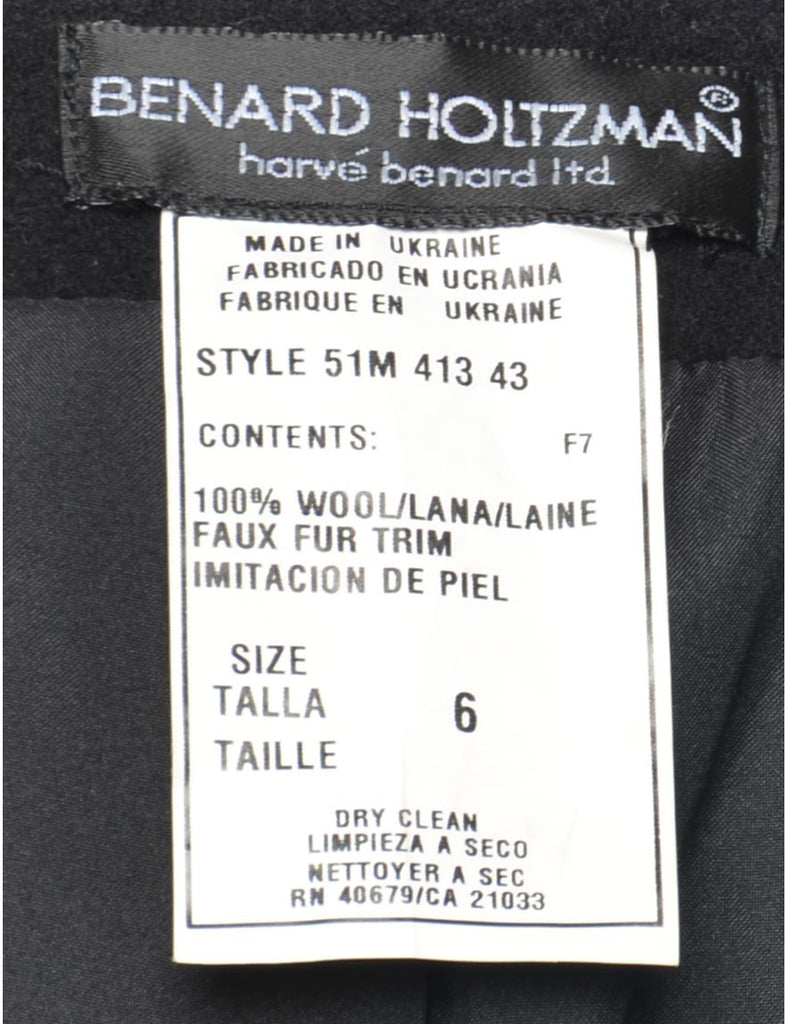 BENARD HOLTZMAN®
harvé benard ltd.
MADE IN UKRAINE
FABRICADO EN UCRANIA
FABRIQUE EN UKRAINE
STYLE 51M 413 43
CONTENTS: F7
100% WOOL/LANA/LAINE
FAUX FUR TRIM
IMITACION DE PIEL
SIZE
TALLA 6
TAILLE
DRY CLEAN
LIMPIEZA A SECO
NETTOYER A SEC
RN 40679/CA 21033